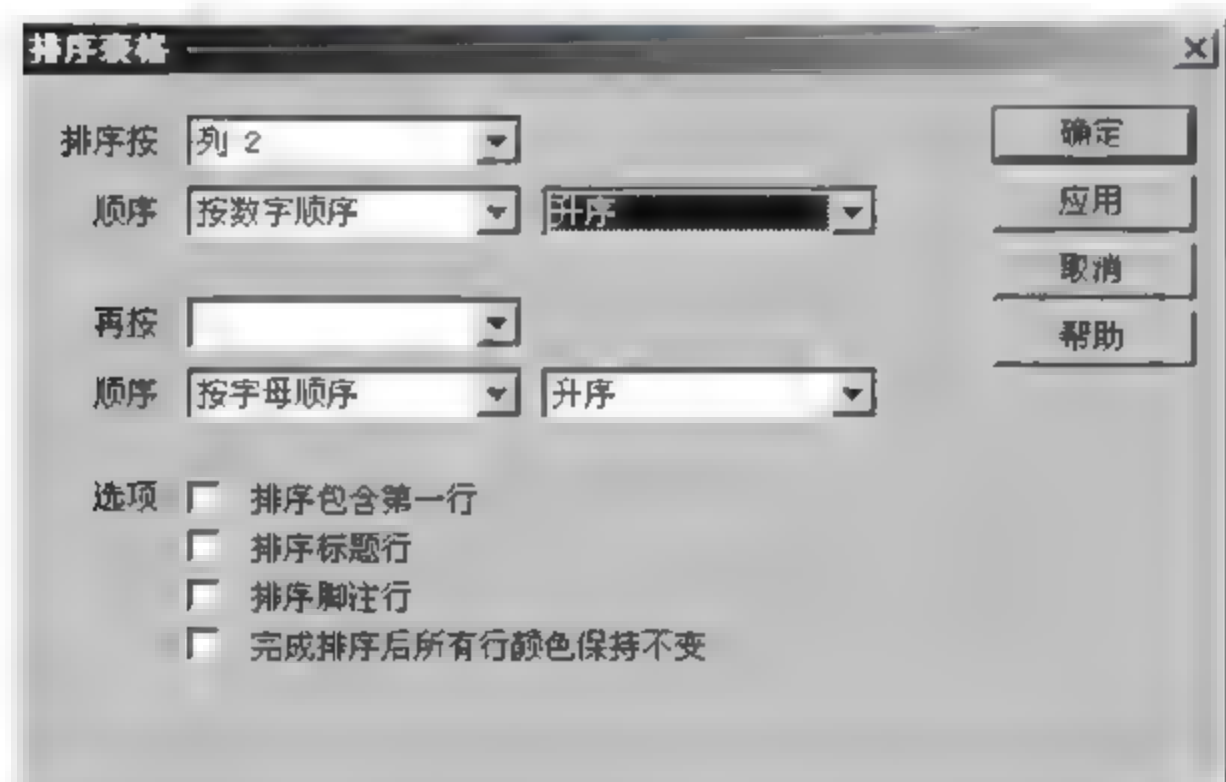 排序表格
排序按 列 2 确定
顺序 按数字顺序 升序 应用
取消
再按 帮助
顺序 按字母顺序 升序
选项 排序包含第一行
排序标题行
排序脚注行
完成排序后所有行颜色保持不变